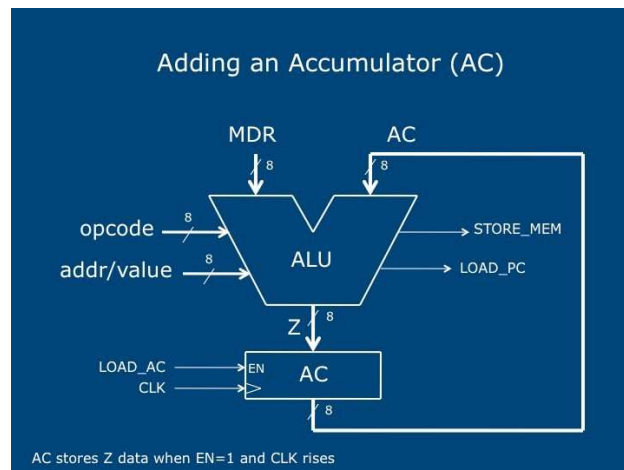 Adding an Accumulator (AC)
MDR
AC
8
8
opcode
8
STORE_MEM
ALU
addr/value
8
LOAD_PC
Z
8
LOAD_AC
EN
AC
CLK
8
AC stores Z data when EN=1 and CLK rises